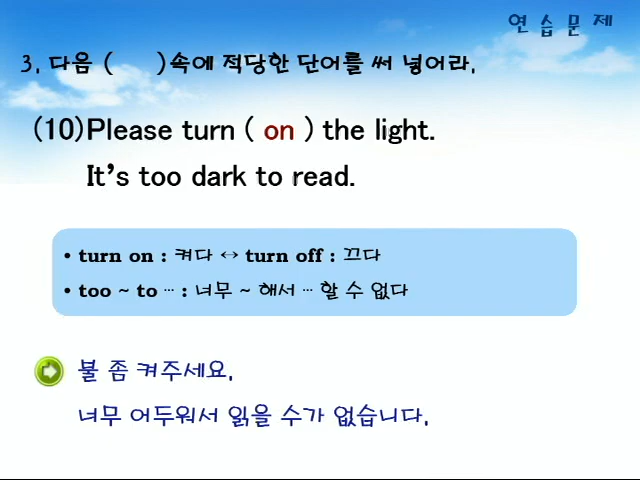 연 습 문 제
3. 다음 (     )속에 적당한 단어를 써 넣어라.
(10)Please turn ( on ) the light.
It’s too dark to read.
• turn on : 켜다 ↔ turn off : 끄다
• too ~ to … : 너무 ~ 해서 … 할 수 없다
불 좀 켜주세요.
너무 어두워서 읽을 수가 없습니다.